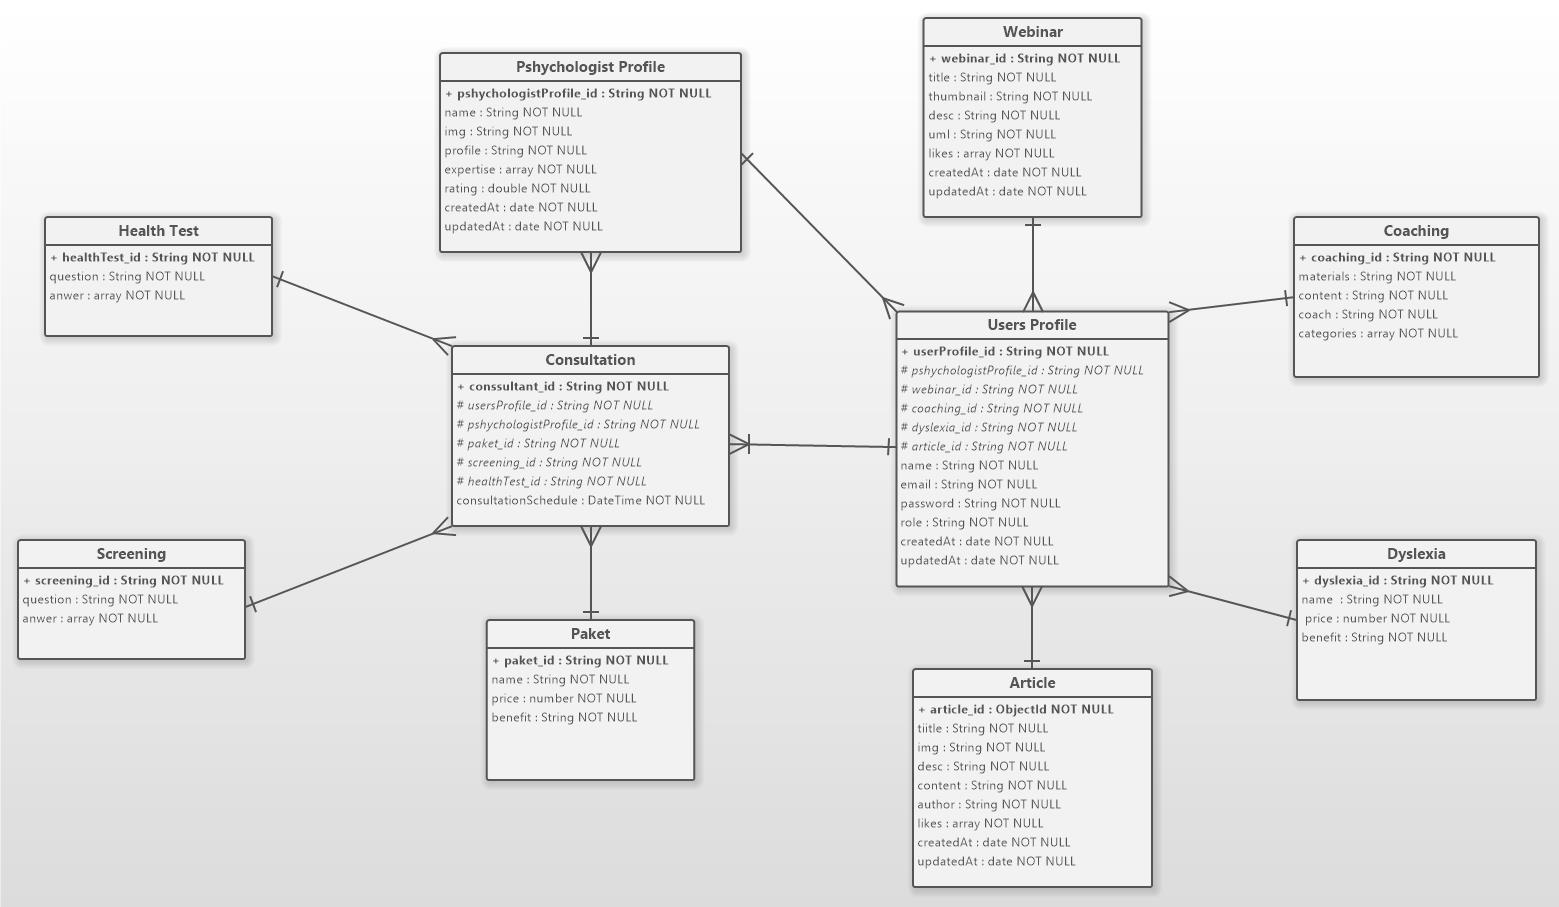 Webinar
+ webinar_id : String NOT NULL
title : String NOT NULL
thumbnail : String NOT NULL
desc : String NOT NULL
uml : String NOT NULL
likes : array NOT NULL
createdAt : date NOT NULL
updatedAt : date NOT NULL
Pshychologist Profile
+ pshychologistProfile_id : String NOT NULL
name : String NOT NULL
img : String NOT NULL
profile : String NOT NULL
expertise : array NOT NULL
rating : double NOT NULL
createdAt : date NOT NULL
updatedAt : date NOT NULL
Health Test
+ healthTest_id : String NOT NULL
question : String NOT NULL
anwer : array NOT NULL
Coaching
+ coaching_id : String NOT NULL
materials : String NOT NULL
content : String NOT NULL
coach : String NOT NULL
categories : array NOT NULL
Users Profile
+ userProfile_id : String NOT NULL
# pshychologistProfile_id : String NOT NULL
# webinar_id : String NOT NULL
# coaching_id : String NOT NULL
# dyslexia_id : String NOT NULL
# article_id : String NOT NULL
name : String NOT NULL
email : String NOT NULL
password : String NOT NULL
role : String NOT NULL
createdAt : date NOT NULL
updatedAt : date NOT NULL
Consultation
+ conssultant_id : String NOT NULL
# usersProfile_id : String NOT NULL
# pshychologistProfile_id : String NOT NULL
# paket_id : String NOT NULL
# screening_id : String NOT NULL
# healthTest_id : String NOT NULL
consultationSchedule : DateTime NOT NULL
Screening
+ screening_id : String NOT NULL
question : String NOT NULL
anwer : array NOT NULL
Dyslexia
+ dyslexia_id : String NOT NULL
name : String NOT NULL
price : number NOT NULL
benefit : String NOT NULL
Paket
+ paket_id : String NOT NULL
name : String NOT NULL
price : number NOT NULL
benefit : String NOT NULL
Article
+ article_id : ObjectId NOT NULL
tiitle : String NOT NULL
img : String NOT NULL
desc : String NOT NULL
content : String NOT NULL
author : String NOT NULL
likes : array NOT NULL
createdAt : date NOT NULL
updatedAt : date NOT NULL